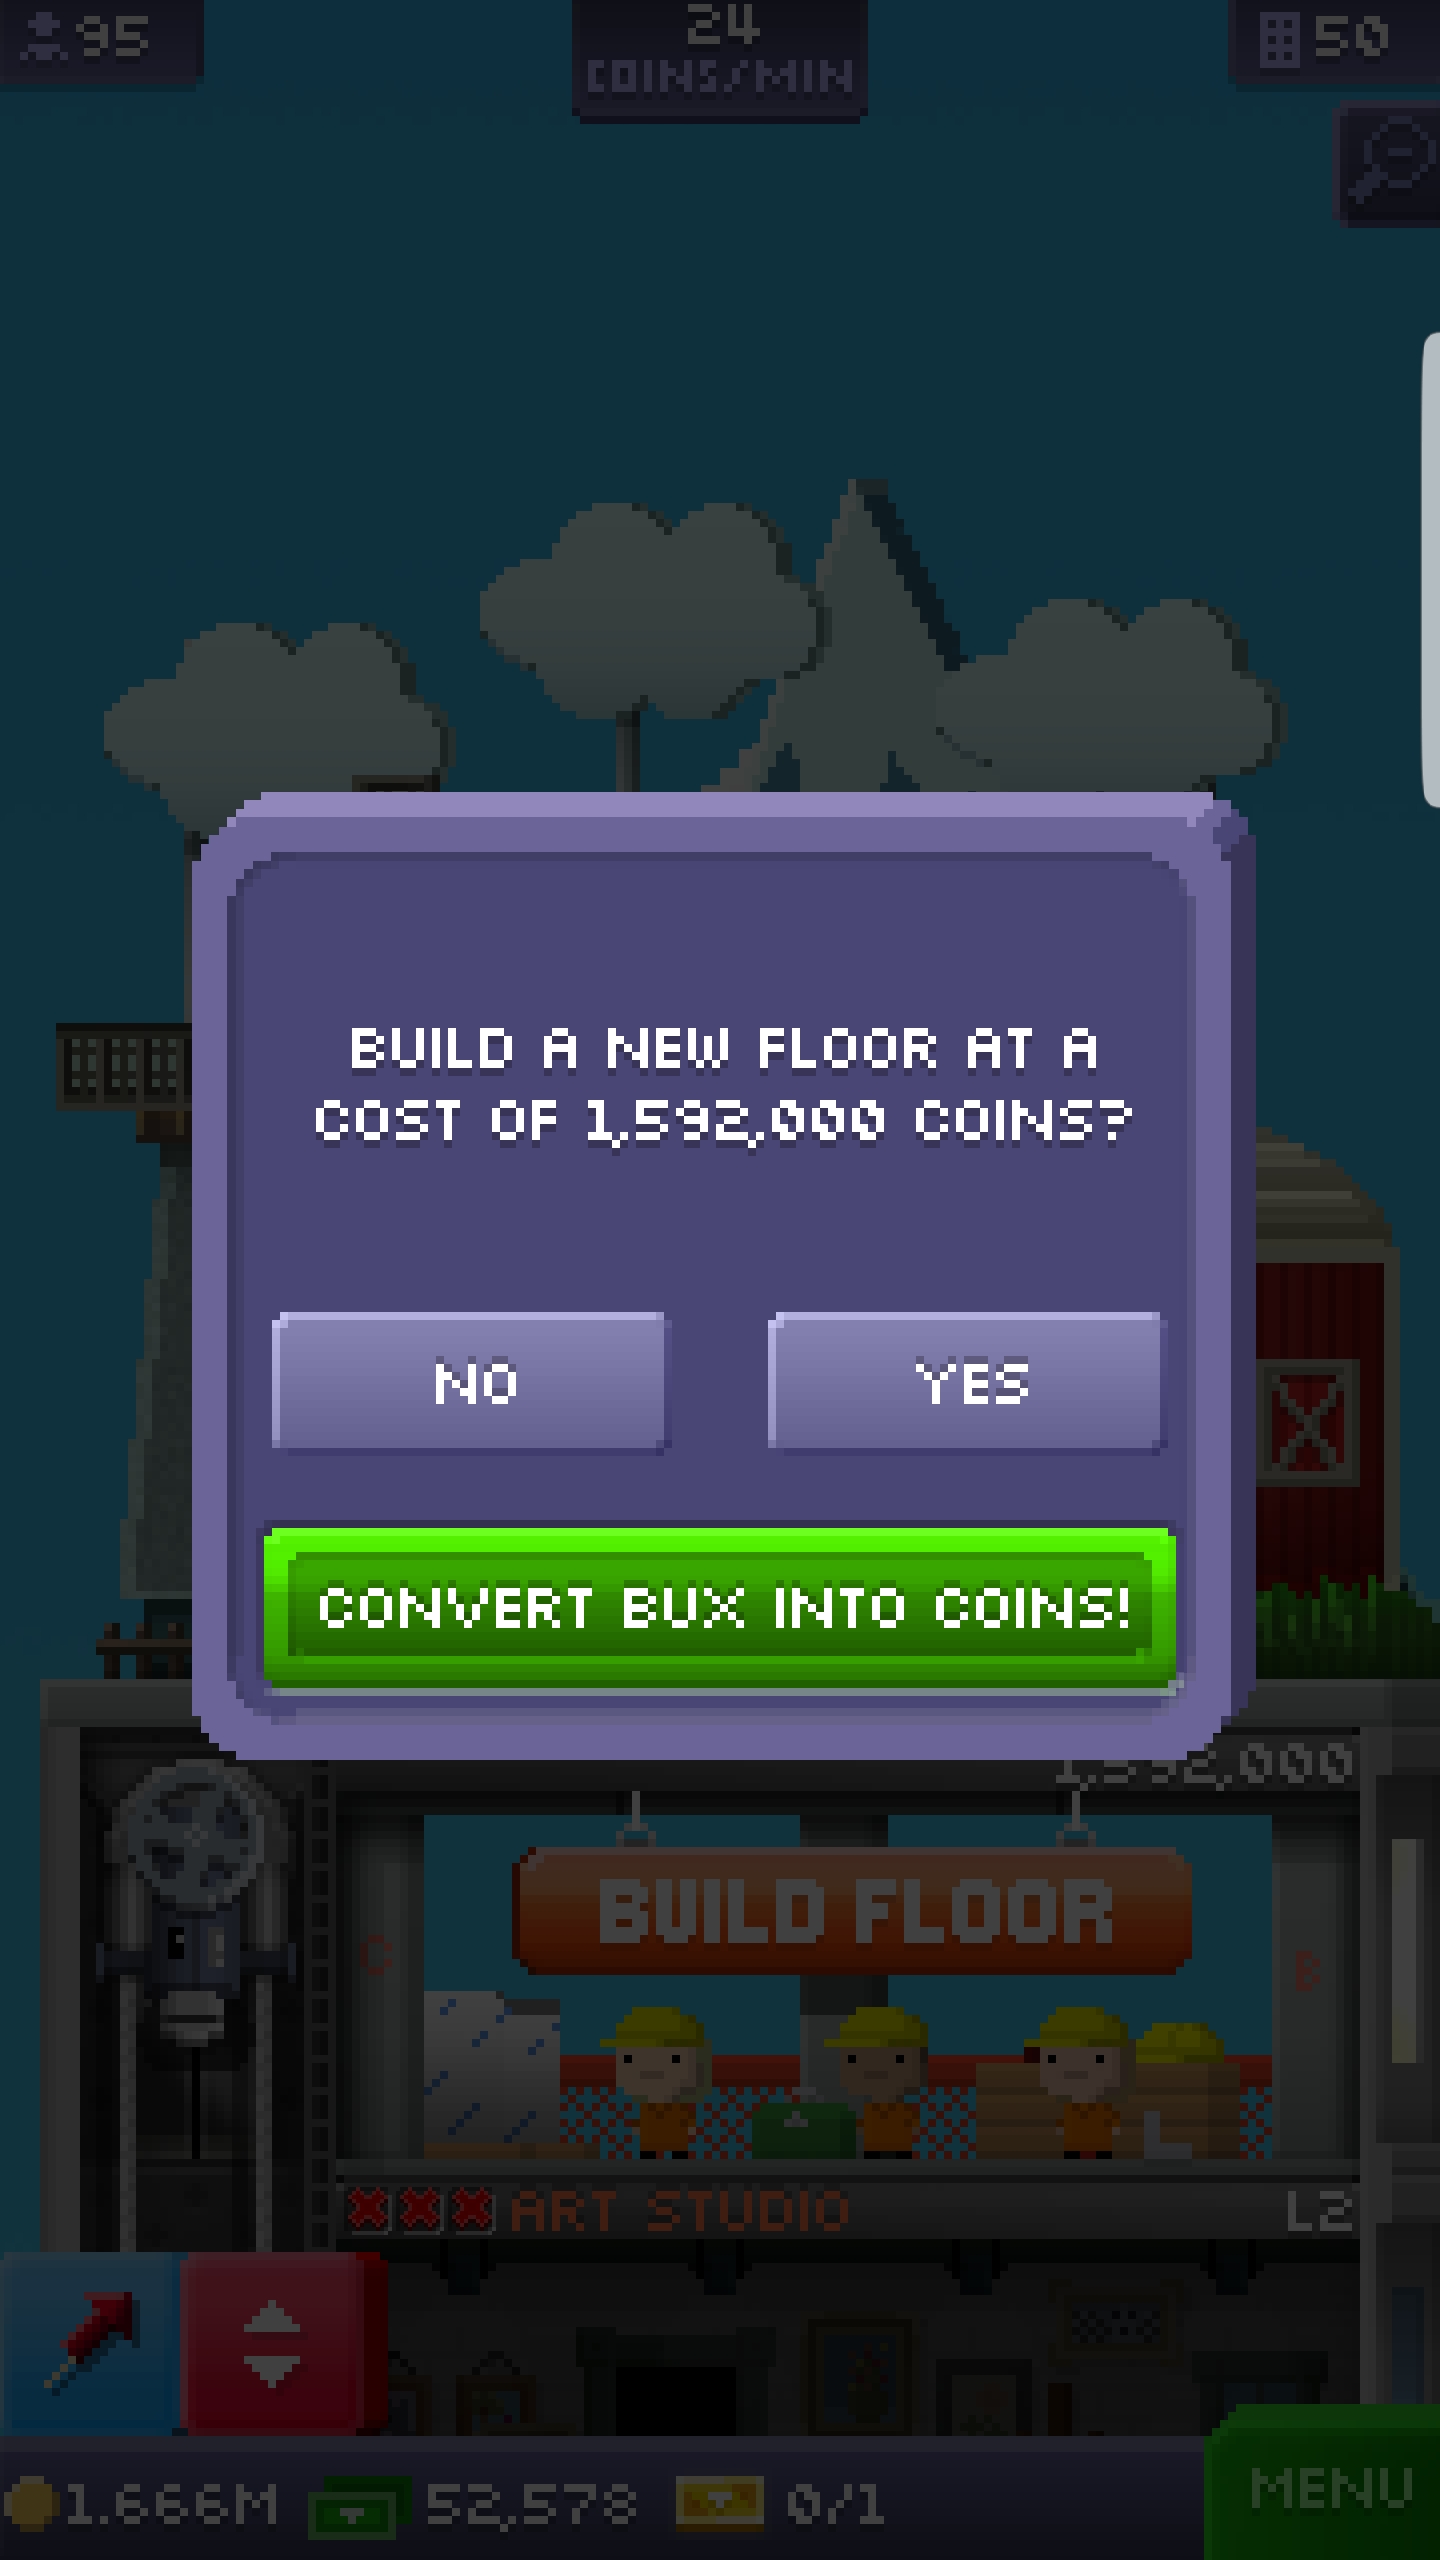 95
24
COINS/MIN
50
BUILD A NEW FLOOR AT A
COST OF 1,592,000 COINS?
NO
YES
CONVERT BUX INTO COINS!
1,592,000
BUILD FLOOR
C
B
ART STUDIO
L2
1.666M
52,578
0/1
MENU